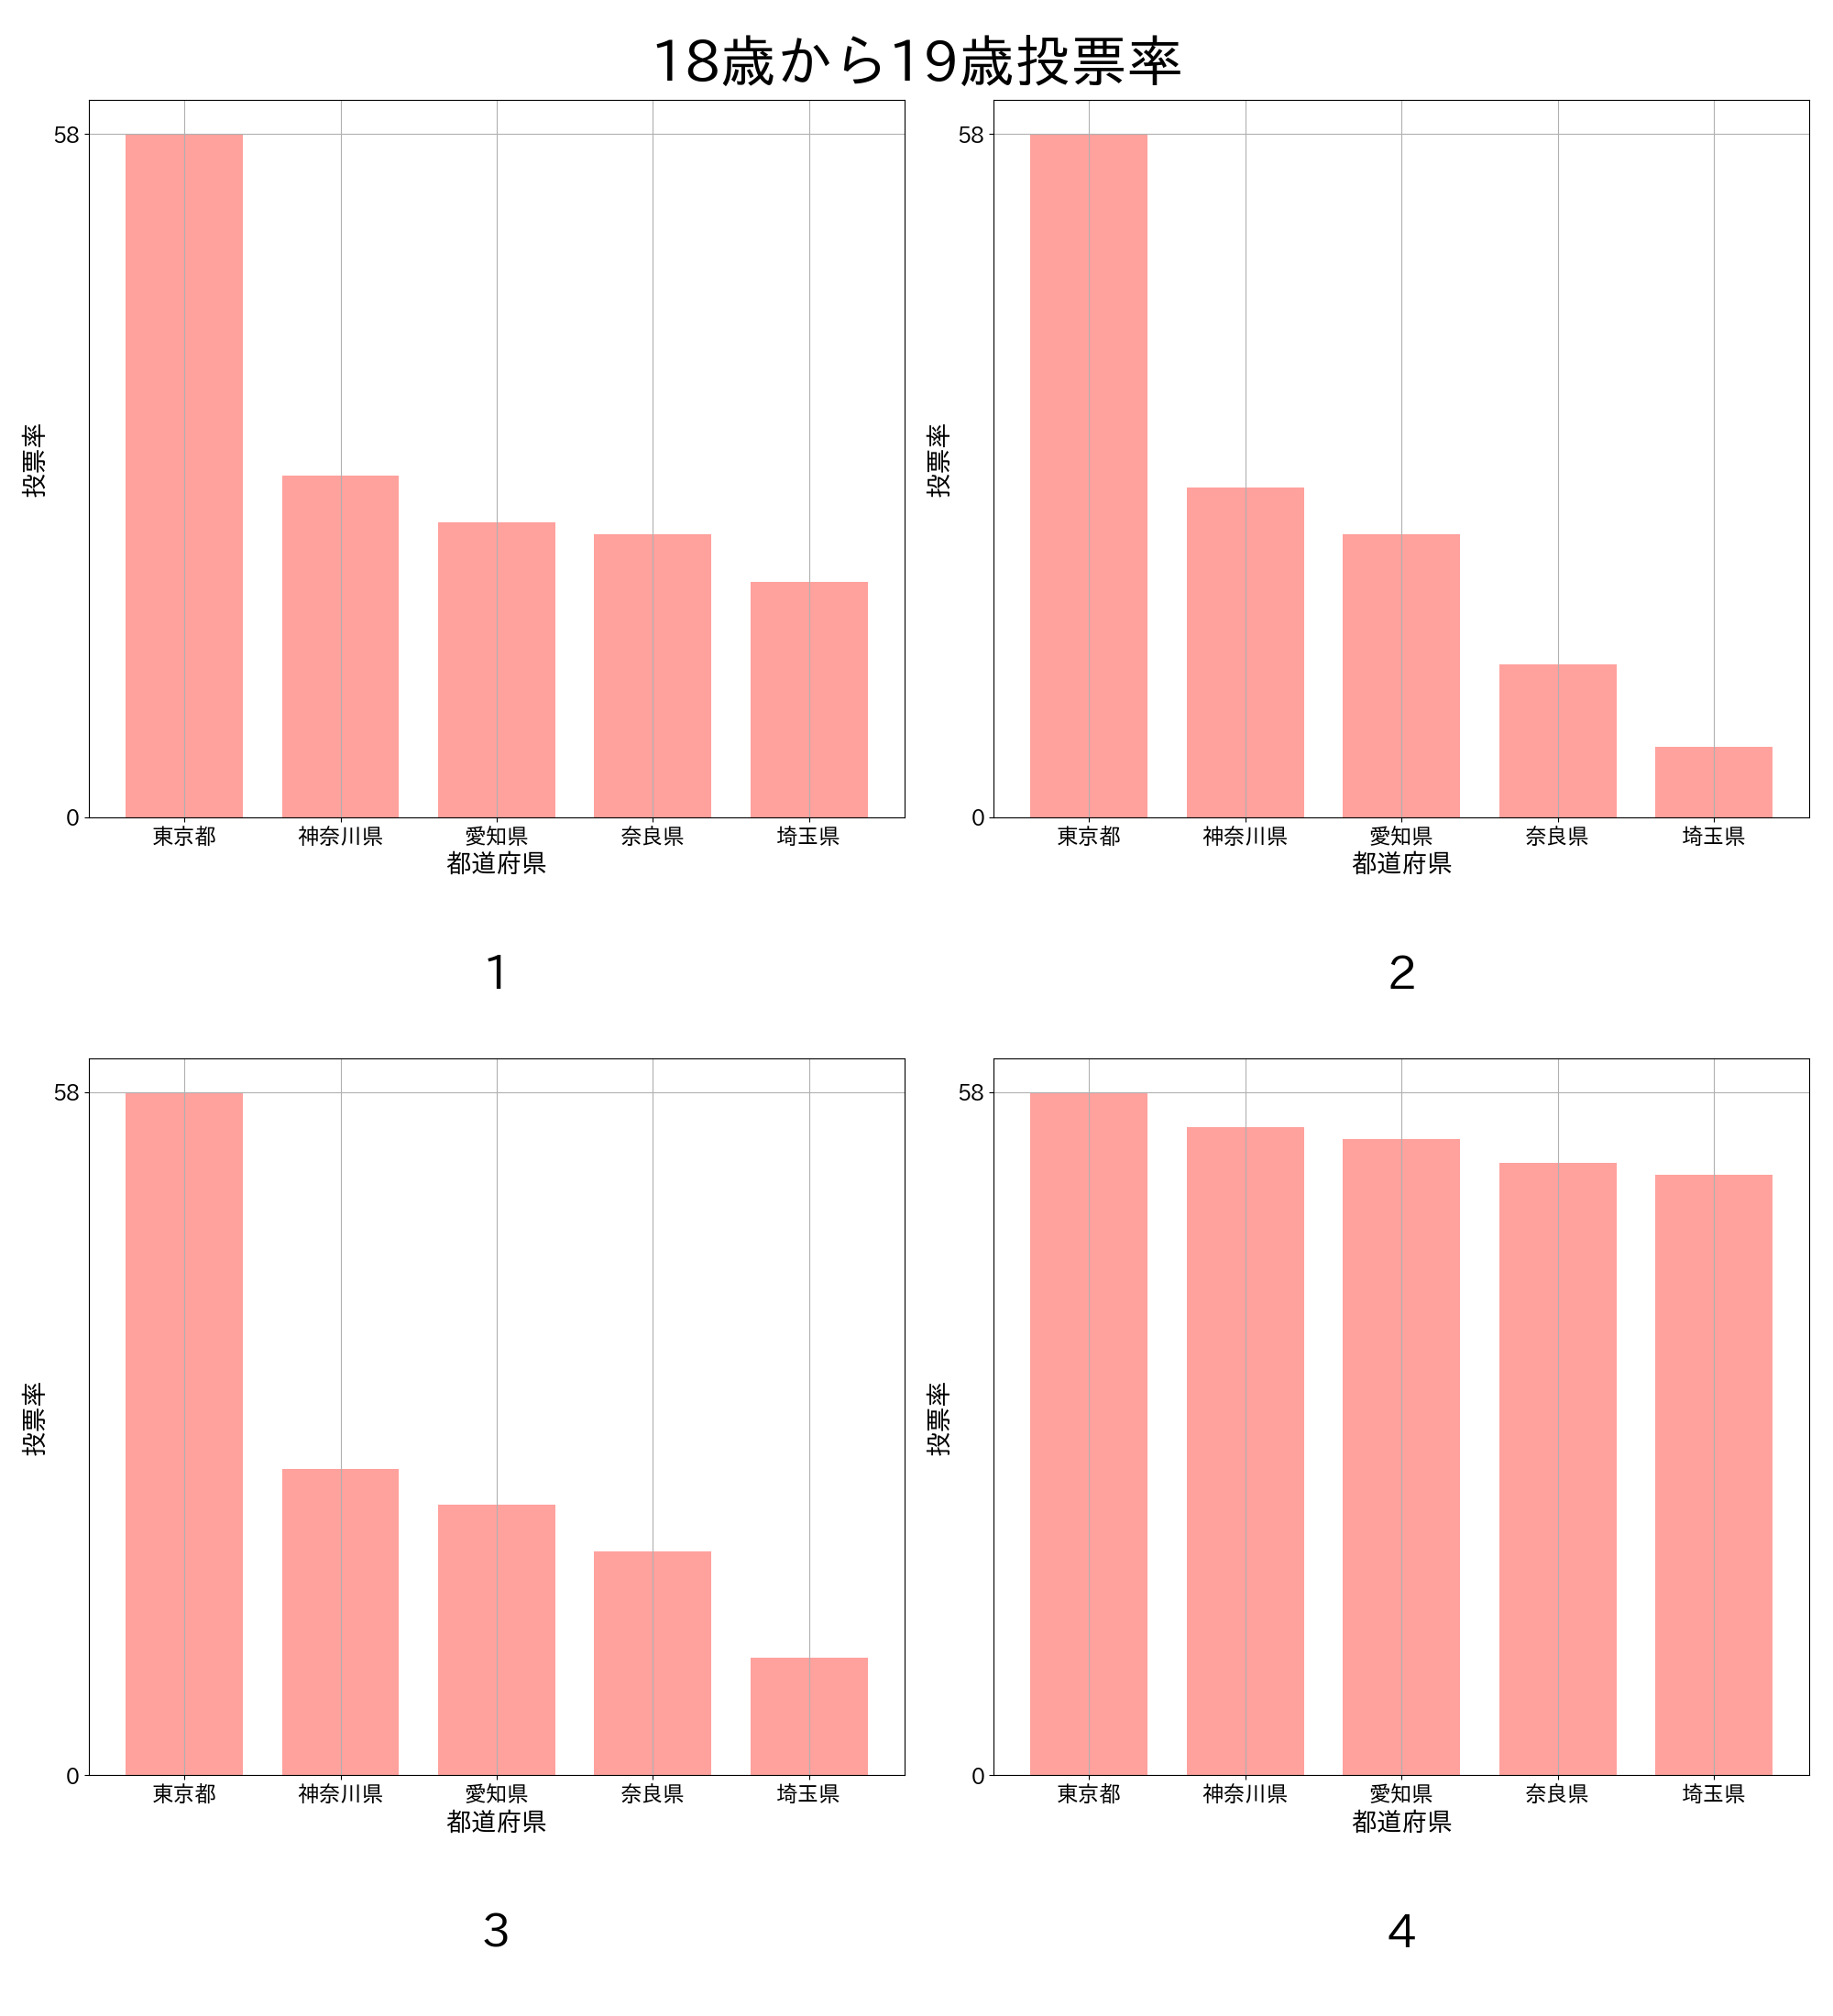 18歳から19歳投票率
58
0
投票率
東京都 神奈川県 愛知県 奈良県 埼玉県
都道府県
1
58
0
投票率
東京都 神奈川県 愛知県 奈良県 埼玉県
都道府県
2
58
0
投票率
東京都 神奈川県 愛知県 奈良県 埼玉県
都道府県
3
58
0
投票率
東京都 神奈川県 愛知県 奈良県 埼玉県
都道府県
4